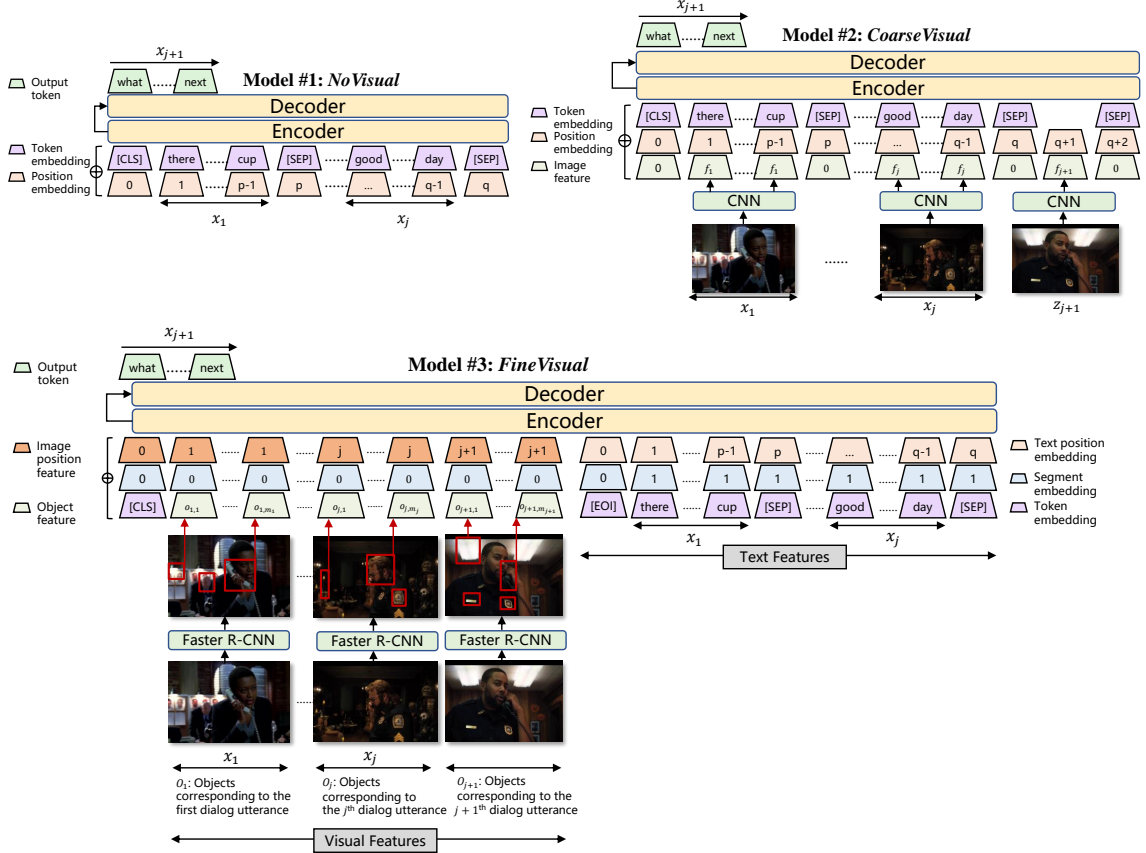 x_{j+1}
Output
token
what ...... next
Model #1: NoVisual
Decoder
Encoder
Token
embedding
Position
embedding
[CLS] there ...... cup [SEP] ...... good ...... day [SEP]
0 1 ...... p-1 p ...... ... ...... q-1 q
x_1 x_j
x_{j+1}
Output
token
what ...... next
Model #2: CoarseVisual
Decoder
Encoder
Token
embedding
Position
embedding
Image
feature
[CLS] there ...... cup [SEP] ...... good ...... day [SEP] [SEP]
0 1 ...... p-1 p ...... ... ...... q-1 q q+1 q+2
0 f_1 ...... f_1 0 ...... f_j ...... f_j 0 f_{j+1} 0
CNN CNN CNN
......
x_1 x_j z_{j+1}
x_{j+1}
Output
token
what ...... next
Model #3: FineVisual
Decoder
Encoder
Image
position
feature
Object
feature
0 1 ...... 1 ...... j ...... j j+1 ...... j+1
0 0 ...... 0 ...... 0 ...... 0 0 ...... 0
[CLS] o_{1,1} ...... o_{1,m_1} ...... o_{j,1} ...... o_{j,m_j} o_{j+1,1} ...... o_{j+1,m_{j+1}}
0 1 ...... p-1 p ...... ... ...... q-1 q
0 1 ...... 1 1 ...... 1 ...... 1 1
[EOI] there ...... cup [SEP] ...... good ...... day [SEP]
Text position
embedding
Segment
embedding
Token
embedding
x_1 x_j
Text Features
......
Faster R-CNN Faster R-CNN Faster R-CNN
......
x_1 x_j
O_1: Objects
corresponding to the
first dialog utterance
O_j: Objects
corresponding to
the j^{th} dialog utterance
O_{j+1}: Objects
corresponding to the
j + 1^{th} dialog utterance
Visual Features